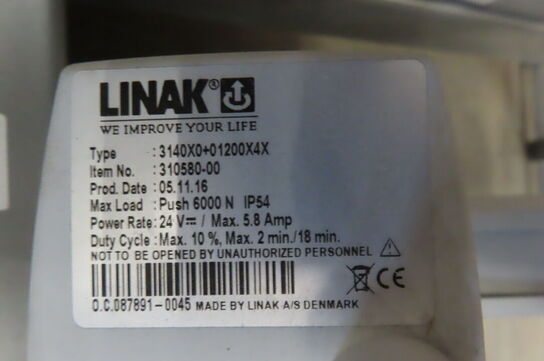 LINAK®
WE IMPROVE YOUR LIFE
Type : 3140X0+01200X4X
Item No. : 310580-00
Prod. Date : 05.11.16
Max Load : Push 6000 N IP54
Power Rate : 24 V⎓ / Max. 5.8 Amp
Duty Cycle : Max. 10 %, Max. 2 min./18 min.
NOT TO BE OPENED BY UNAUTHORIZED PERSONNEL
CE
O.C.087891-0045 MADE BY LINAK A/S DENMARK